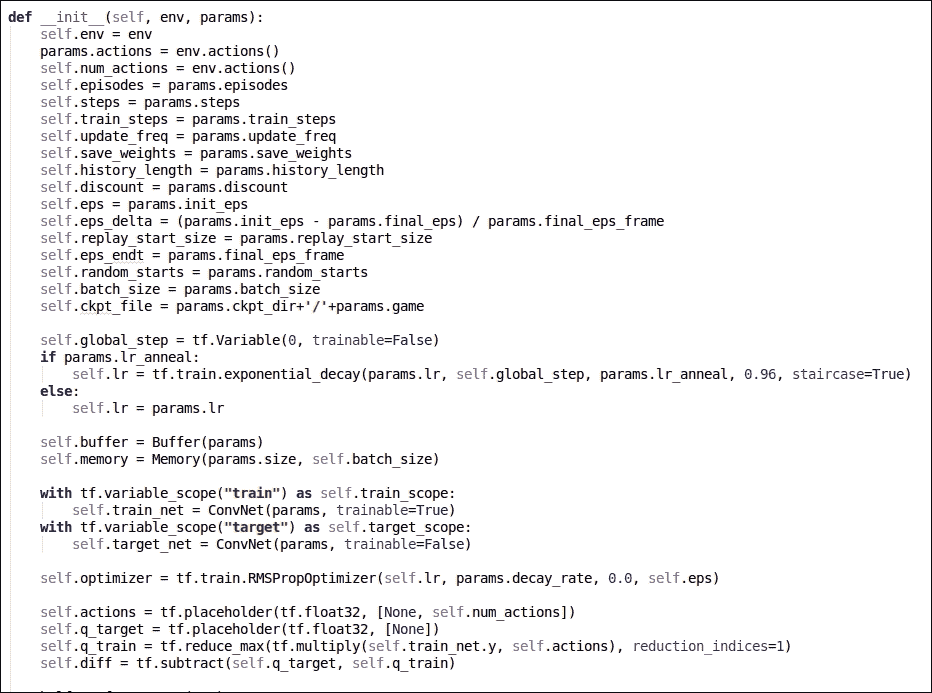 def __init__(self, env, params):
    self.env = env
    params.actions = env.actions()
    self.num_actions = env.actions()
    self.episodes = params.episodes
    self.steps = params.steps
    self.train_steps = params.train_steps
    self.update_freq = params.update_freq
    self.save_weights = params.save_weights
    self.history_length = params.history_length
    self.discount = params.discount
    self.eps = params.init_eps
    self.eps_delta = (params.init_eps - params.final_eps) / params.final_eps_frame
    self.replay_start_size = params.replay_start_size
    self.eps_endt = params.final_eps_frame
    self.random_starts = params.random_starts
    self.batch_size = params.batch_size
    self.ckpt_file = params.ckpt_dir+'/'+params.game

    self.global_step = tf.Variable(0, trainable=False)
    if params.lr_anneal:
        self.lr = tf.train.exponential_decay(params.lr, self.global_step, params.lr_anneal, 0.96, staircase=True)
    else:
        self.lr = params.lr

    self.buffer = Buffer(params)
    self.memory = Memory(params.size, self.batch_size)

    with tf.variable_scope("train") as self.train_scope:
        self.train_net = ConvNet(params, trainable=True)
    with tf.variable_scope("target") as self.target_scope:
        self.target_net = ConvNet(params, trainable=False)

    self.optimizer = tf.train.RMSPropOptimizer(self.lr, params.decay_rate, 0.0, self.eps)

    self.actions = tf.placeholder(tf.float32, [None, self.num_actions])
    self.q_target = tf.placeholder(tf.float32, [None])
    self.q_train = tf.reduce_max(tf.multiply(self.train_net.y, self.actions), reduction_indices=1)
    self.diff = tf.subtract(self.q_target, self.q_train)